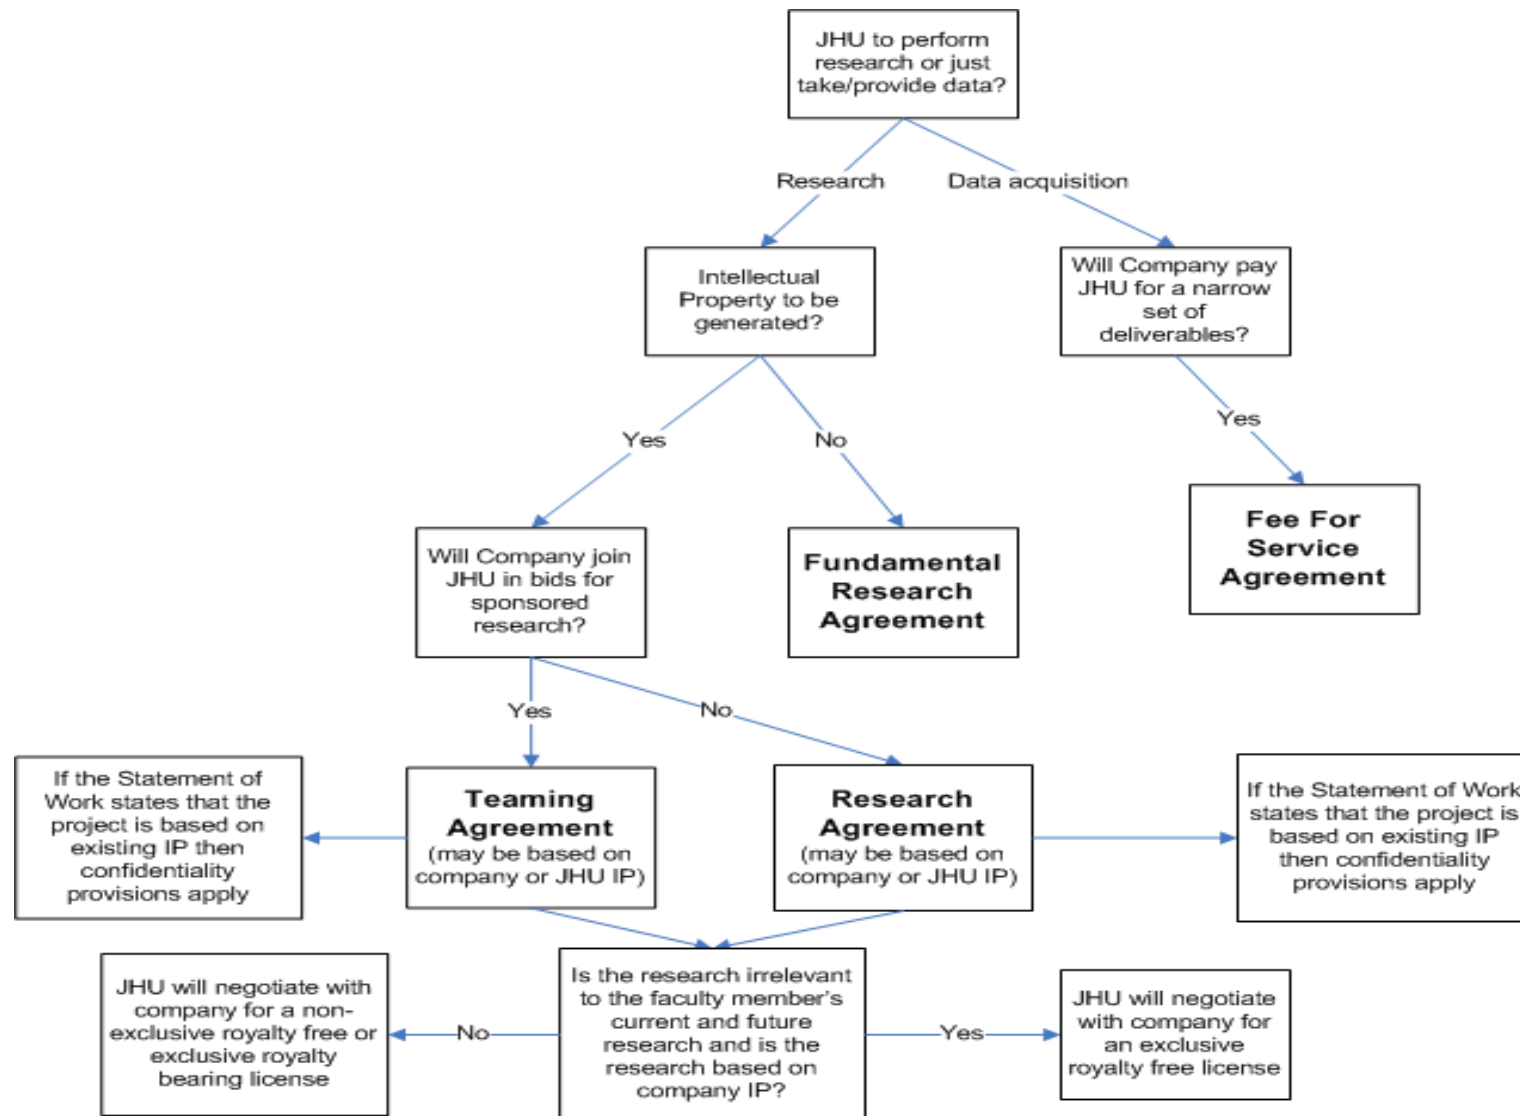 JHU to perform
research or just
take/provide data?
Research
Data acquisition
Intellectual
Property to be
generated?
Will Company pay
JHU for a narrow
set of
deliverables?
Yes
No
Yes
Will Company join
JHU in bids for
sponsored
research?
Fundamental
Research
Agreement
Fee For
Service
Agreement
Yes
No
If the Statement of
Work states that the
project is based on
existing IP then
confidentiality
provisions apply
Teaming
Agreement
(may be based on
company or JHU IP)
Research
Agreement
(may be based on
company or JHU IP)
If the Statement of Work
states that the project is
based on existing IP
then confidentiality
provisions apply
JHU will negotiate with
company for a non-
exclusive royalty free or
exclusive royalty
bearing license
No
Is the research irrelevant
to the faculty member's
current and future
research and is the
research based on
company IP?
Yes
JHU will negotiate
with company for
an exclusive
royalty free license